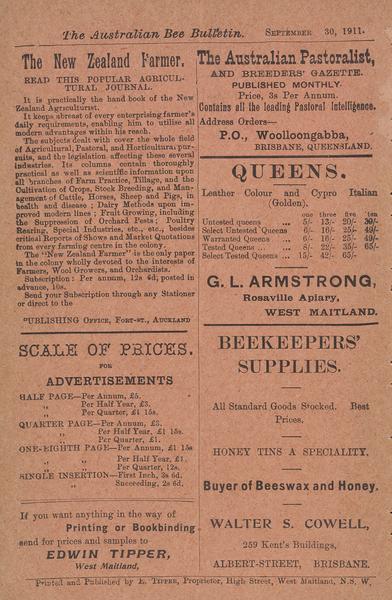 The Australian Bee Bulletin. SEPTEMBER 30, 1911.
The New Zealand Farmer.
READ THIS POPULAR AGRICUL-
TURAL JOURNAL.
It is practically the hand book of the New
Zealand Agriculturist.
It keeps abreast of every enterprising farmer's
daily requirements, enabling him to utilise all
modern advantages within his reach.
The subjects dealt with cover the whole field
of Agricultural, Pastoral, and Horticultural pur-
suits, and the legislation affecting these several
industries. Its columns contain thoroughly
practical as well as scientific information upon
all branches of Farm Practice, Tillage, and the
Cultivation of Crops, Stock Breeding, and Man-
agement of Cattle, Horses, Sheep and Pigs, in
health and disease; Dairy Methods upon im-
proved modern lines; Fruit Growing, including
the Suppression of Orchard Pests; Poultry
Rearing, Special Industries, etc., etc., besides
critical Reports of Shows and Market Quotations
from every farming centre in the colony.
The "New Zealand Farmer" is the only paper
in the colony wholly devoted to the interests of
Farmers, Wool Growers, and Orchardists.
Subscription: Per annum, 12s 4d; posted in
advance, 10s.
Send your Subscription through any Stationer
or direct to the
PUBLISHING OFFICE, FORT-ST., AUCKLAND
SCALE OF PRICES.
FOR
ADVERTISEMENTS
HALF PAGE—Per Annum, £5.
„ Per Half Year, £3.
„ Per Quarter, £1 15s.
QUARTER PAGE—Per Annum, £3.
„ Per Half Year, £1 15s.
„ Per Quarter, £1.
ONE-EIGHTH PAGE—Per Annum, £1 15s
„ Per Half Year, £1.
„ Per Quarter, 12s.
SINGLE INSERTION—First Inch, 3s 6d.
„ Succeeding, 2s 6d.
If you want anything in the way of
Printing or Bookbinding
send for prices and samples to
EDWIN TIPPER,
West Maitland,
The Australian Pastoralist,
AND BREEDERS' GAZETTE.
PUBLISHED MONTHLY.
Price, 3s Per Annum.
Contains all the leading Pastoral Intelligence.
Address Orders—
P.O., Woolloongabba,
BRISBANE, QUEENSLAND.
QUEENS.
Leather Colour and Cypro Italian
(Golden).
one three five ten
Untested queens ... 5/- 13/- 20/- 30/-
Select Untested Queens 6/- 16/- 25/- 49/-
Warranted Queens ... 6/- 16/- 25/- 49/-
Tested Queens ... 8/- 22/- 35/- 65/-
Select Tested Queens ... 15/- 42/- 65/-
G. L. ARMSTRONG,
Rosaville Apiary,
WEST MAITLAND.
BEEKEEPERS'
SUPPLIES.
All Standard Goods Stocked. Best
Prices.
HONEY TINS A SPECIALITY.
Buyer of Beeswax and Honey.
WALTER S. COWELL,
259 Kent's Buildings,
ALBERT-STREET, BRISBANE.
Printed and Published by E. TIPPER, Proprietor, High Street, West Maitland, N.S. W,